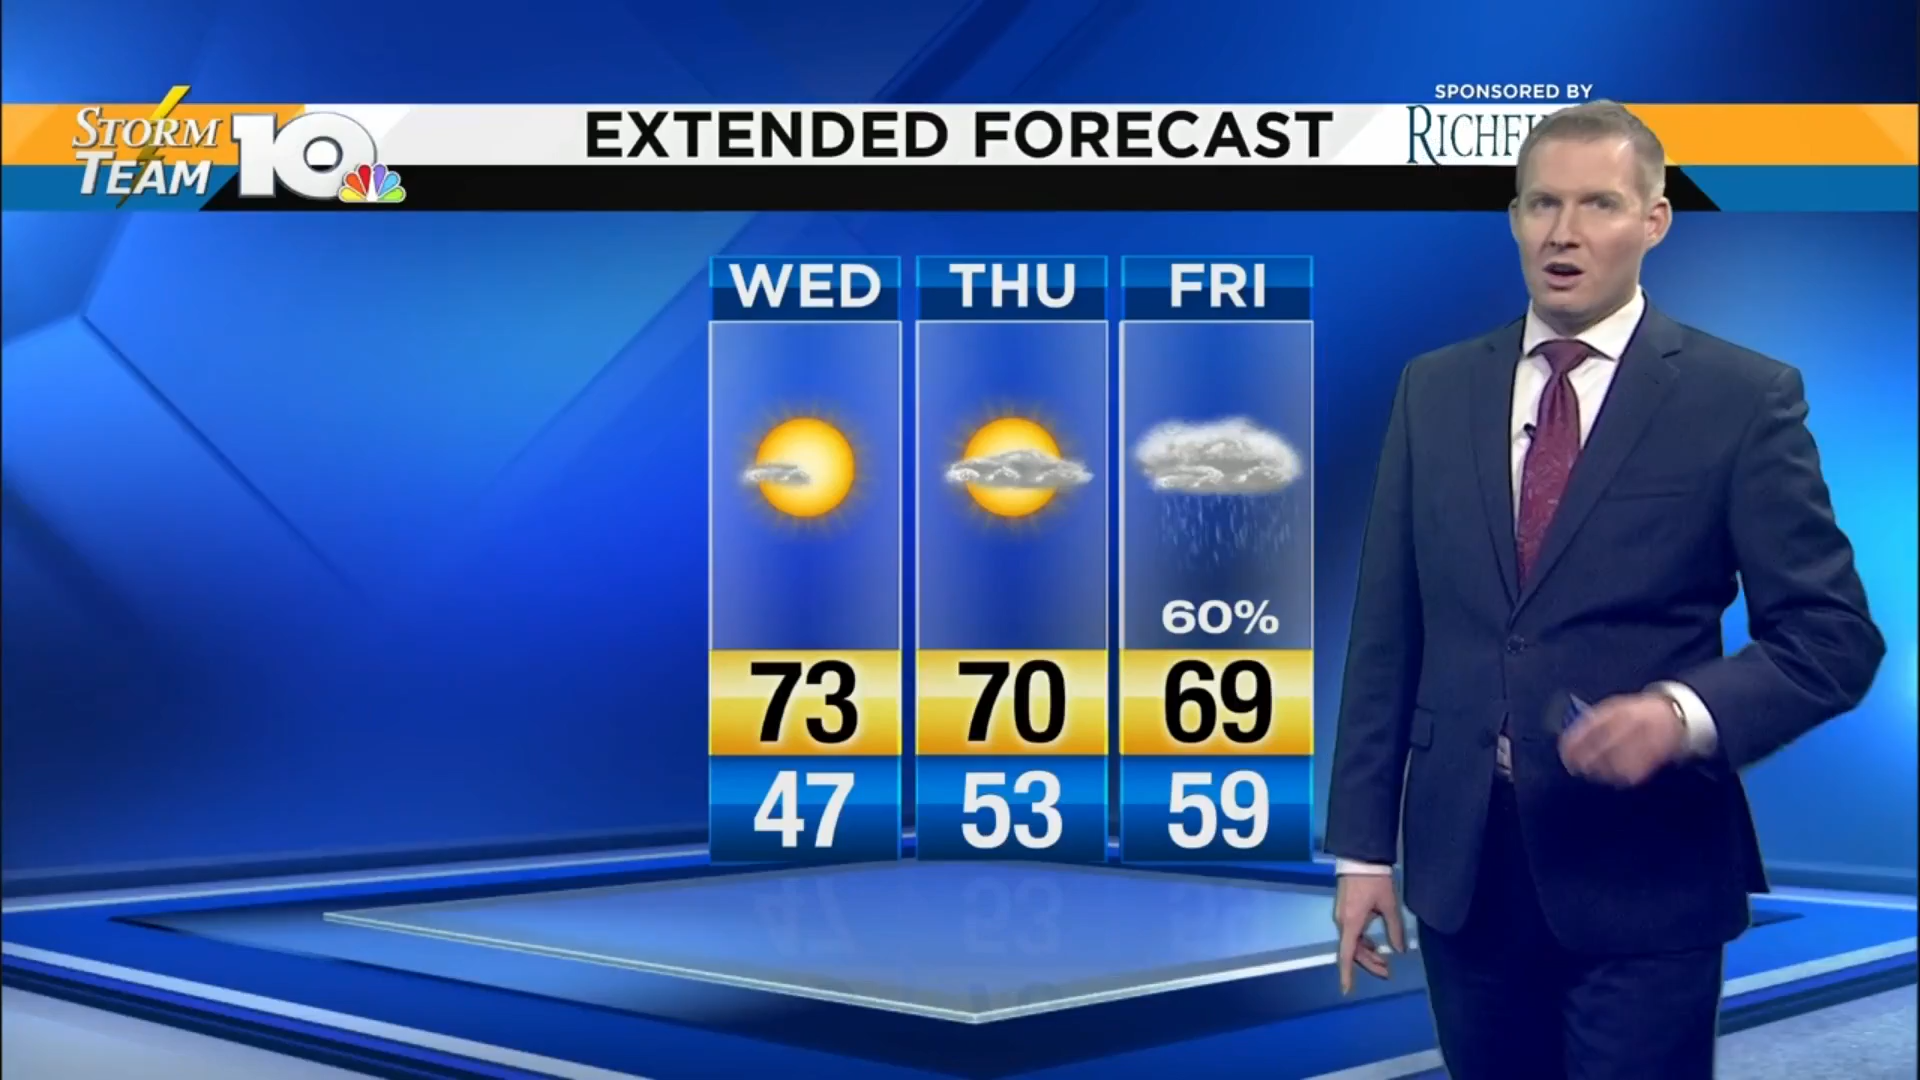 SPONSORED BY
STORM
TEAM
10
EXTENDED FORECAST
WED THU FRI
60%
73 70 69
47 53 59